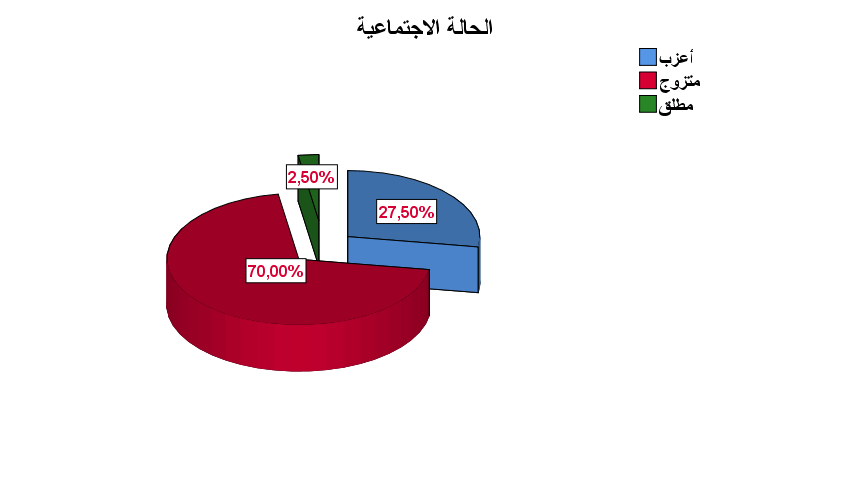 الحالة الاجتماعية
أعزب
متزوج
مطلق
2,50%
27,50%
70,00%